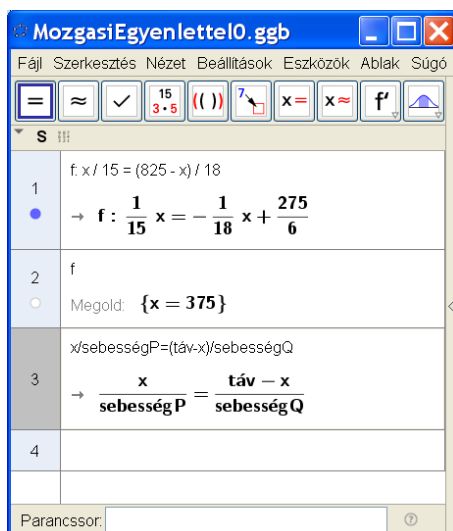 MozgasiEgyenlettel0.ggb
Fájl Szerkesztés Nézet Beállítások Eszközök Ablak Súgó
= ≈ ✓ 15 3·5 (( )) 7 x= x≈ f'
S
1
f: x / 15 = (825 - x) / 18
→ f : 1/15 x = - 1/18 x + 275/6
2
f
Megold: {x = 375}
3
x/sebességP=(táv-x)/sebességQ
→ x/sebességP = táv - x/sebességQ
4
Parancssor: